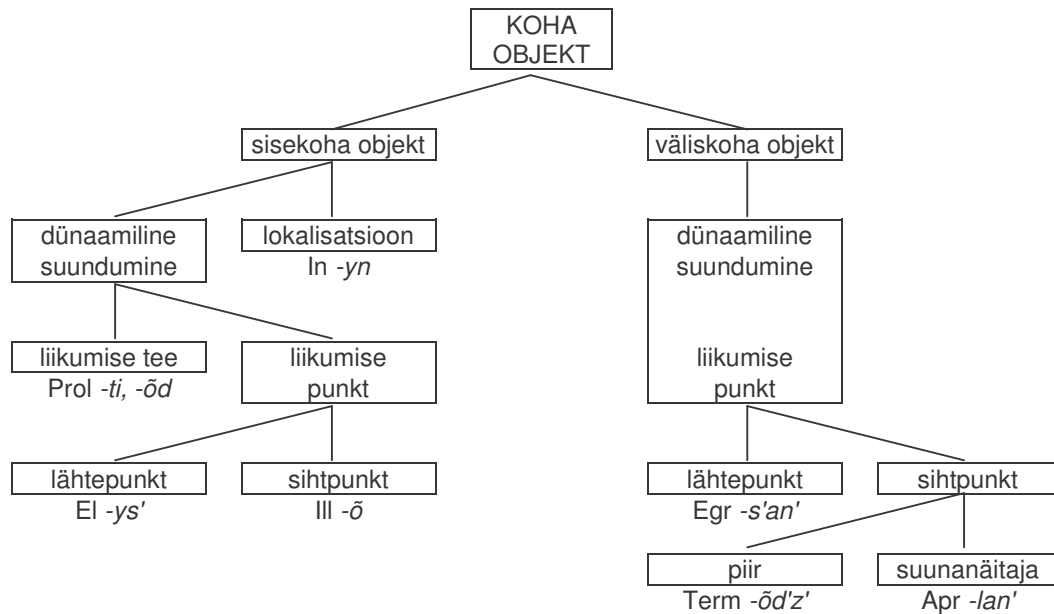 KOHA
OBJEKT
sisekoha objekt
väliskoha objekt
dünaamiline
suundumine
lokalisatsioon
In -yn
dünaamiline
suundumine
liikumise tee
Prol -ti, -õd
liikumise
punkt
liikumise
punkt
lähtepunkt
El -ys'
sihtpunkt
Ill -õ
lähtepunkt
Egr -s'an'
sihtpunkt
piir
Term -õd'z'
suunanäitaja
Apr -lan'